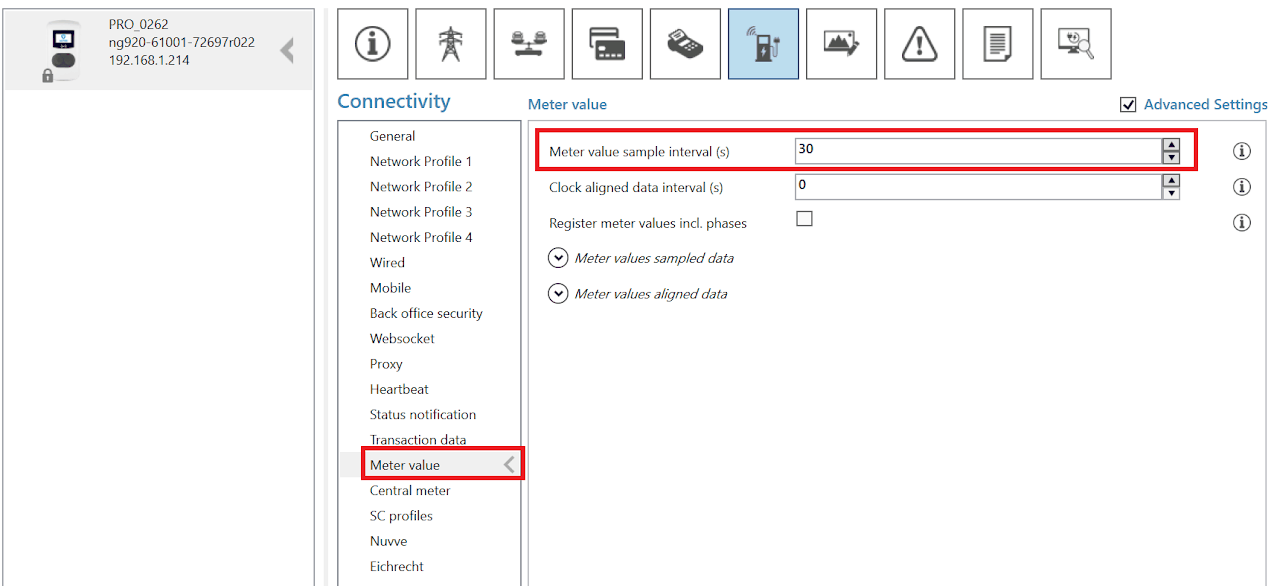 PRO_0262
ng920-61001-72697r022
192.168.1.214
Connectivity
Meter value
Advanced Settings
General
Network Profile 1
Network Profile 2
Network Profile 3
Network Profile 4
Wired
Mobile
Back office security
Websocket
Proxy
Heartbeat
Status notification
Transaction data
Meter value
Central meter
SC profiles
Nuvve
Eichrecht
Meter value sample interval (s)
30
Clock aligned data interval (s)
0
Register meter values incl. phases
Meter values sampled data
Meter values aligned data